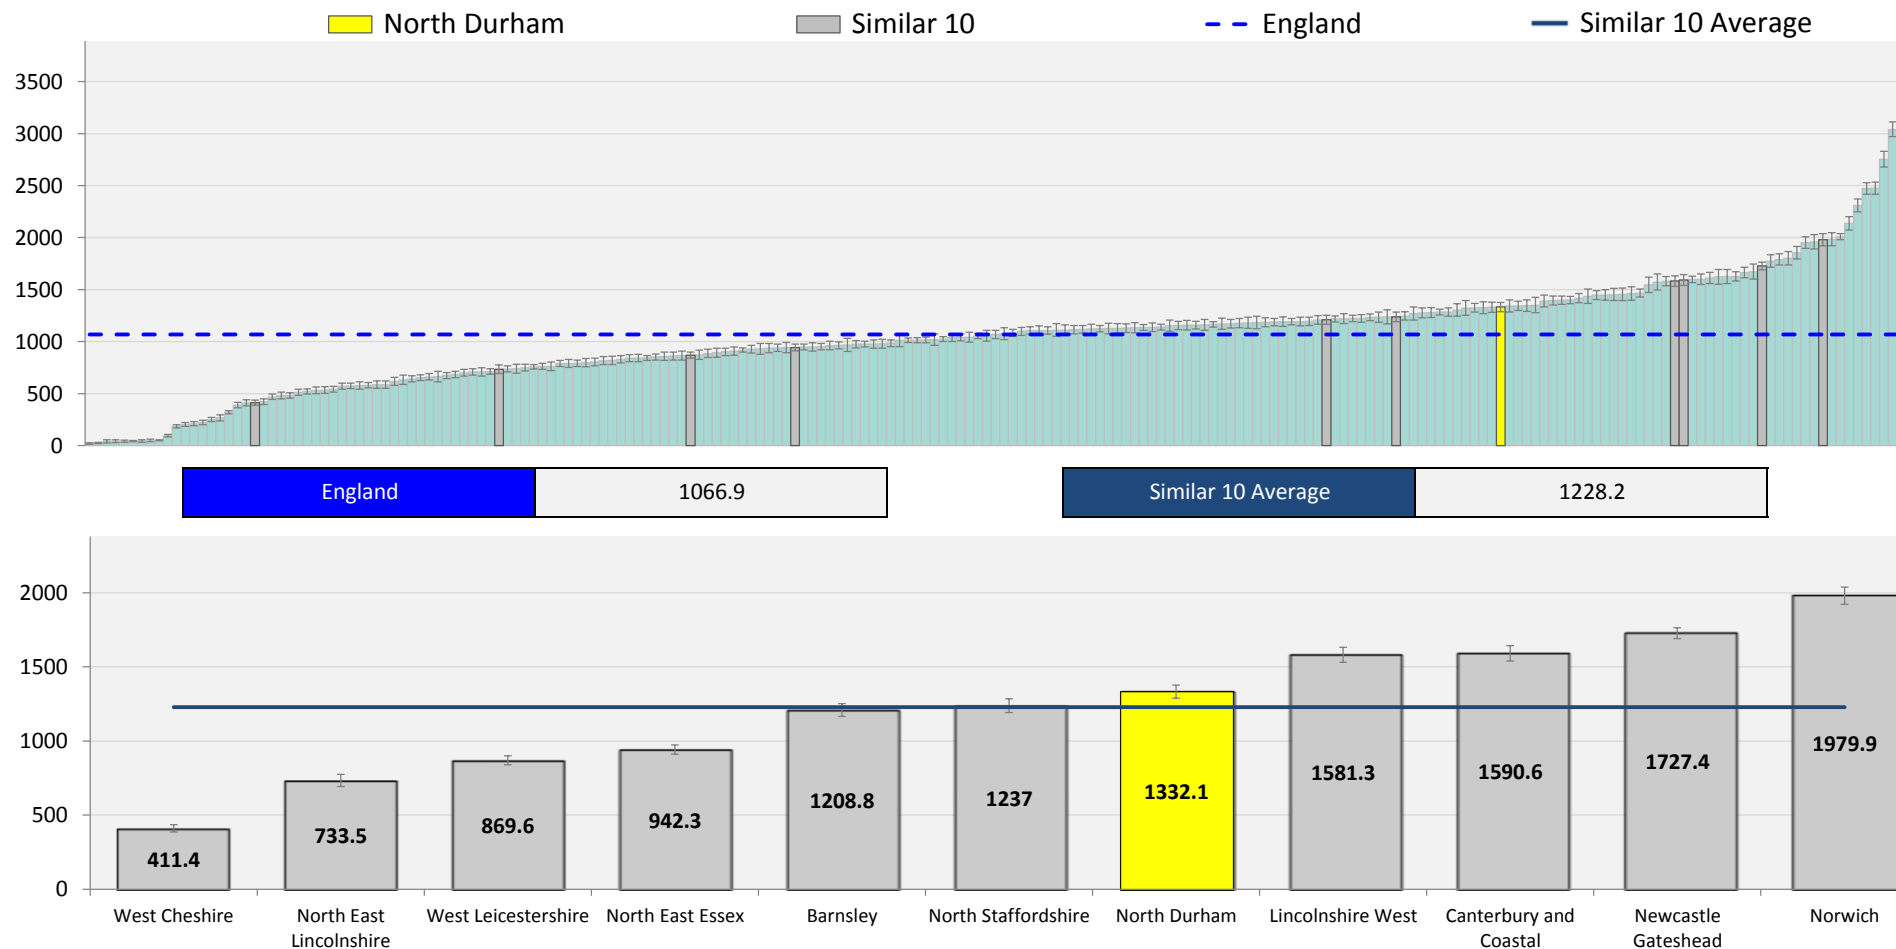 North Durham
Similar 10
England
Similar 10 Average
3500
3000
2500
2000
1500
1000
500
0
England
1066.9
Similar 10 Average
1228.2
2000
1500
1000
500
0
411.4
733.5
869.6
942.3
1208.8
1237
1332.1
1581.3
1590.6
1727.4
1979.9
West Cheshire
North East
Lincolnshire
West Leicestershire
North East Essex
Barnsley
North Staffordshire
North Durham
Lincolnshire West
Canterbury and
Coastal
Newcastle
Gateshead
Norwich